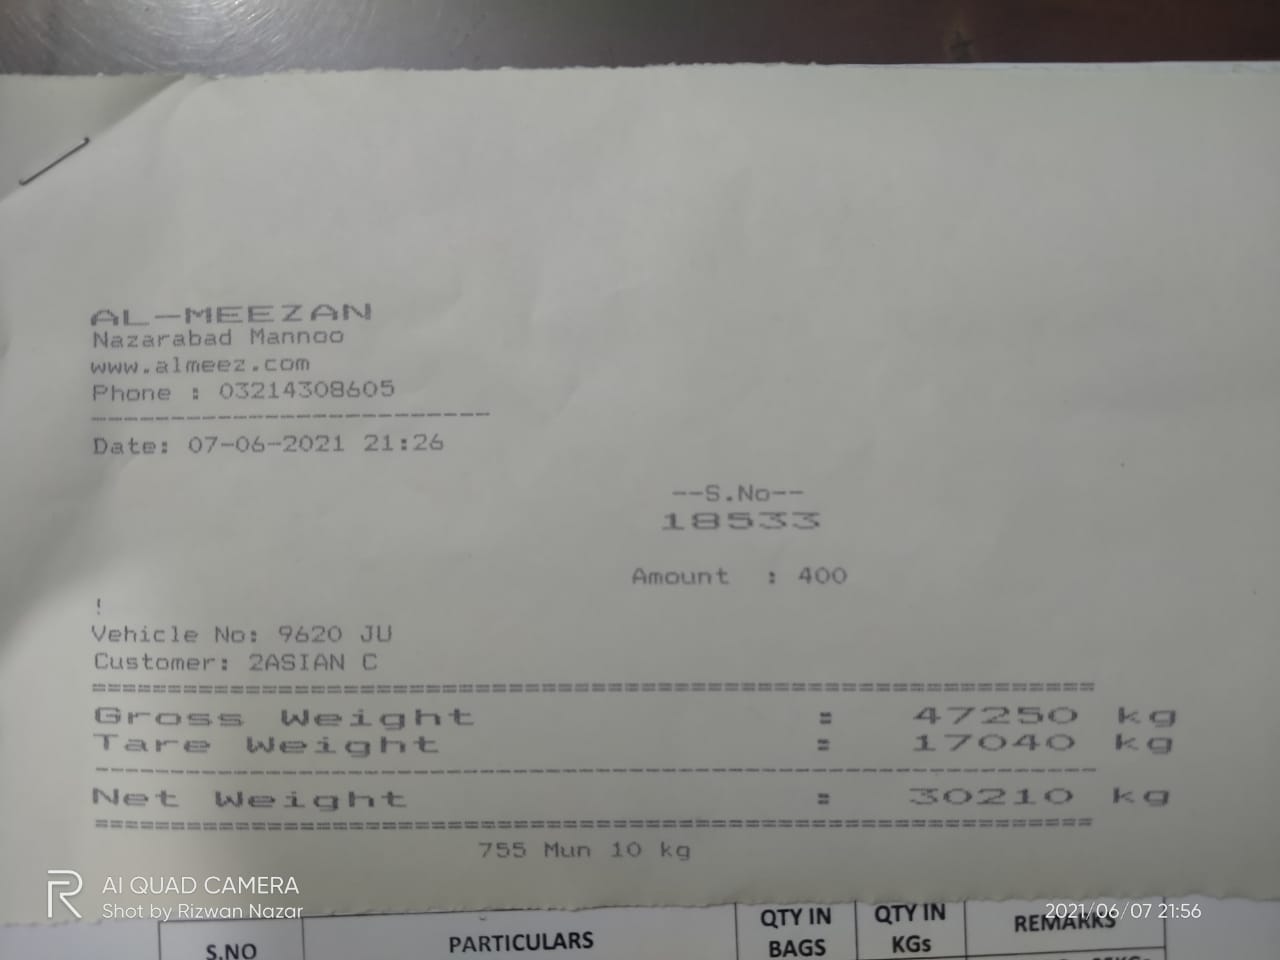 AL-MEEZAN
Nazarabad Mannoo
www.almeez.com
Phone : 03214308605
--------------------------
Date: 07-06-2021 21:26
--S.No--
18533
Amount : 400
!
Vehicle No: 9620 JU
Customer: 2ASIAN C
Gross Weight : 47250 kg
Tare Weight : 17040 kg
Net Weight : 30210 kg
755 Mun 10 kg
AI QUAD CAMERA
Shot by Rizwan Nazar
2021/06/07 21:56
S.NO PARTICULARS QTY IN BAGS QTY IN KGs REMARKS